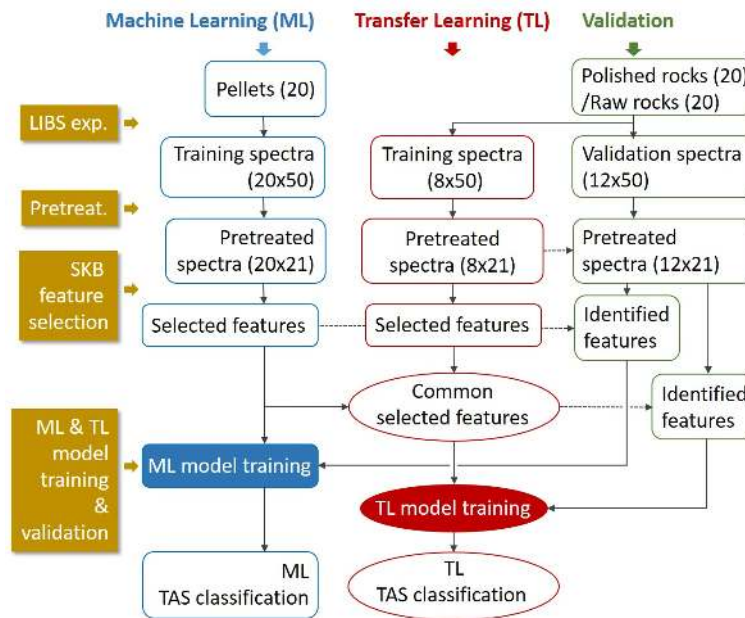 Machine Learning (ML)
Transfer Learning (TL)
Validation
Pellets (20)
Polished rocks (20)
/Raw rocks (20)
LIBS exp.
Training spectra
(20x50)
Training spectra
(8x50)
Validation spectra
(12x50)
Pretreat.
Pretreated
spectra (20x21)
Pretreated
spectra (8x21)
Pretreated
spectra (12x21)
SKB
feature
selection
Selected features
Selected features
Identified
features
Common
selected features
Identified
features
ML & TL
model
training
&
validation
ML model training
TL model training
ML
TAS classification
TL
TAS classification